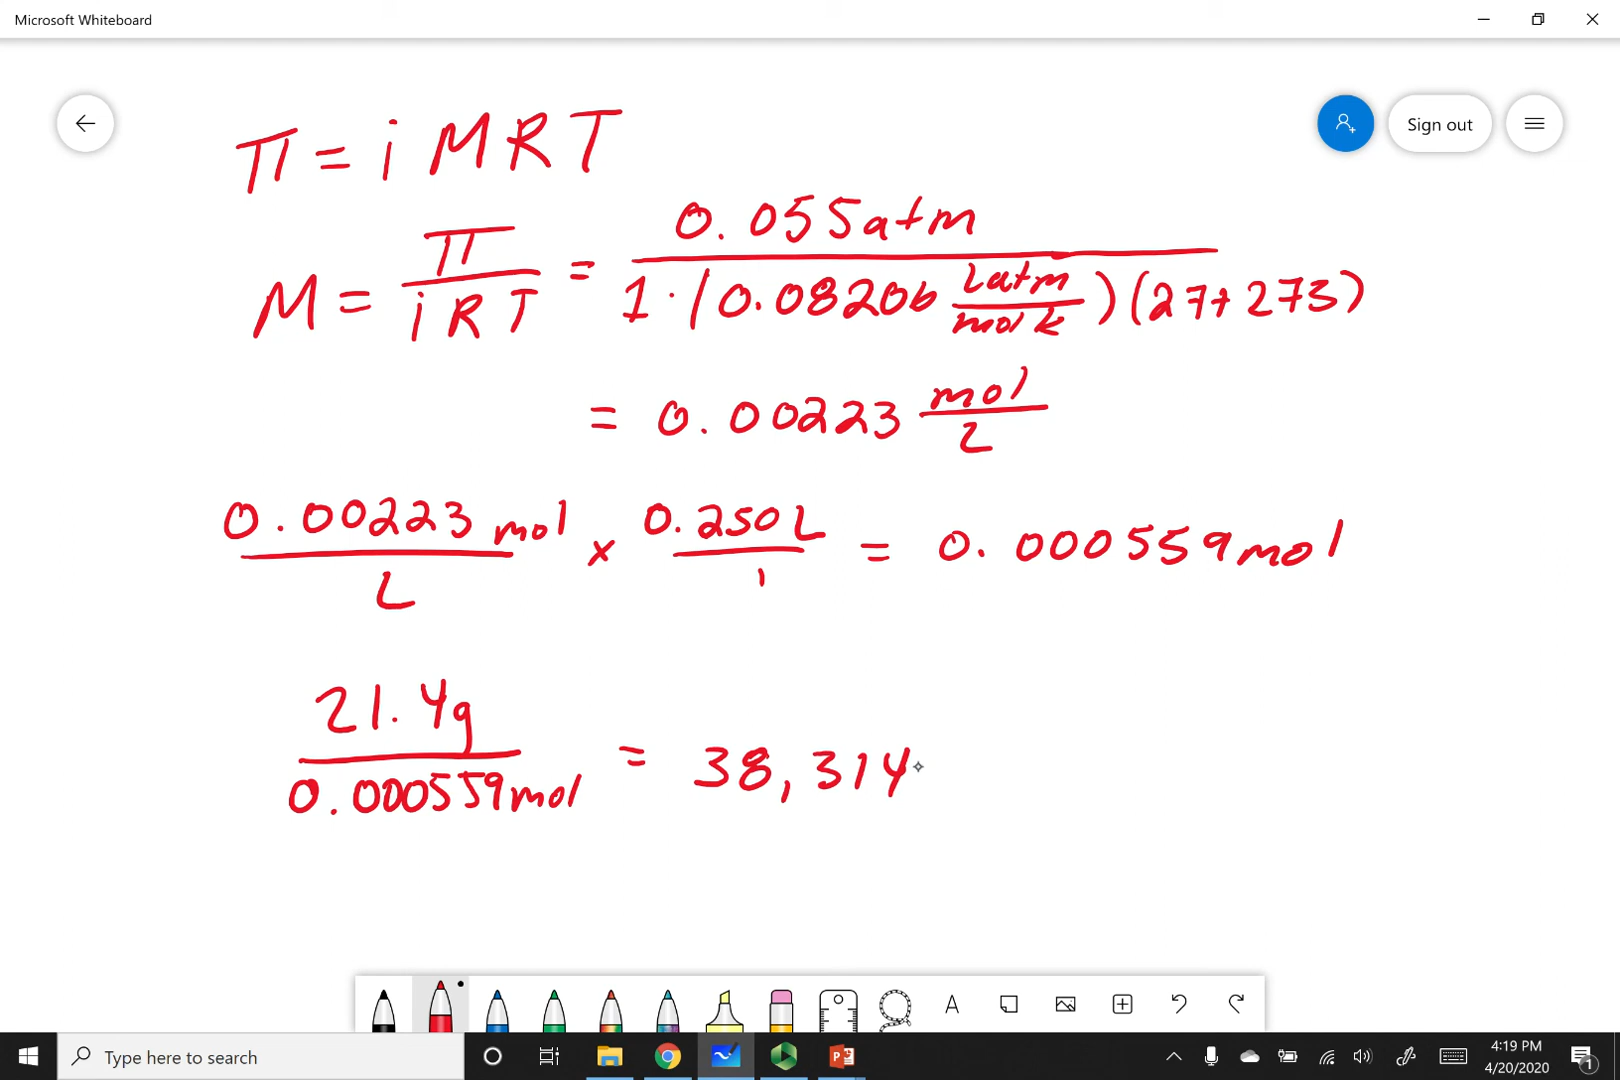 Microsoft Whiteboard
Sign out
π = i M R T
M = π / i R T = 0.055 atm / 1 · (0.08206 L atm / mol K) (27 + 273)
= 0.00223 mol / L
0.00223 mol / L × 0.250 L / 1 = 0.000559 mol
21.4 g / 0.000559 mol = 38,314
A
Type here to search
4:19 PM
4/20/2020
1